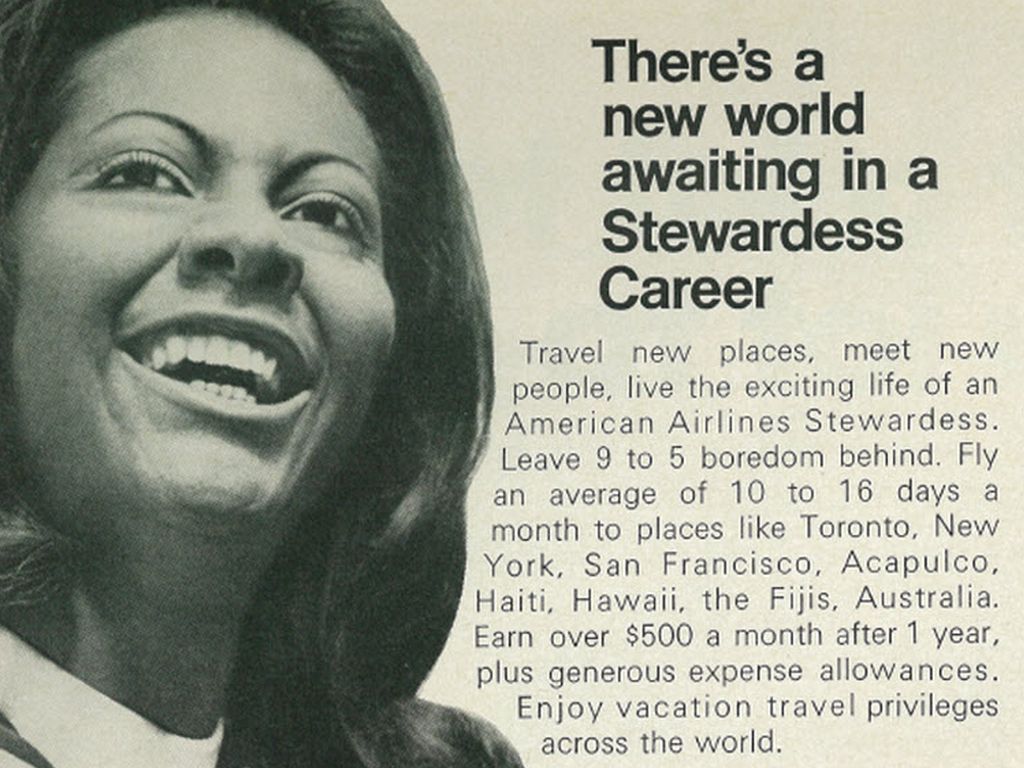 There's a
new world
awaiting in a
Stewardess
Career
Travel new places, meet new
people, live the exciting life of an
American Airlines Stewardess.
Leave 9 to 5 boredom behind. Fly
an average of 10 to 16 days a
month to places like Toronto, New
York, San Francisco, Acapulco,
Haiti, Hawaii, the Fijis, Australia.
Earn over $500 a month after 1 year,
plus generous expense allowances.
Enjoy vacation travel privileges
across the world.